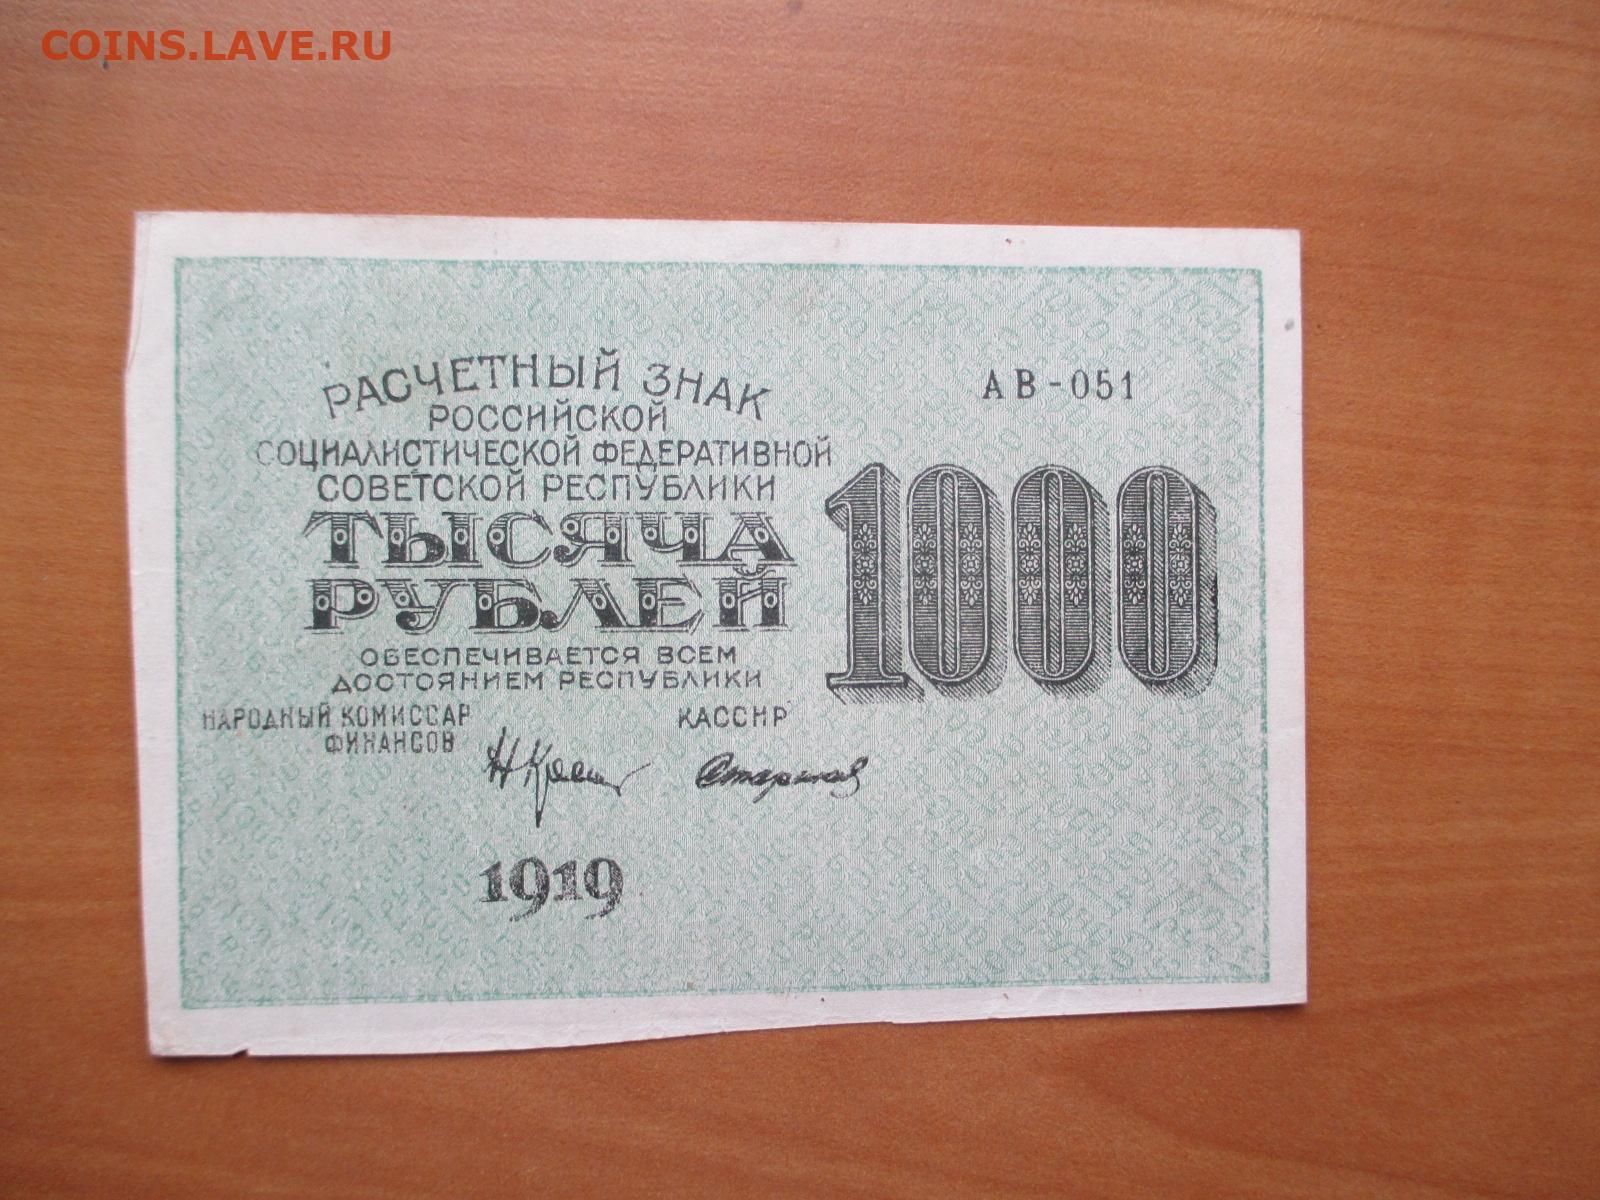 COINS.LAVE.RU
РАСЧЕТНЫЙ ЗНАК
РОССИЙСКОЙ
СОЦИАЛИСТИЧЕСКОЙ ФЕДЕРАТИВНОЙ
СОВЕТСКОЙ РЕСПУБЛИКИ
ТЫСЯЧА
РУБЛЕЙ
ОБЕСПЕЧИВАЕТСЯ ВСЕМ
ДОСТОЯНИЕМ РЕСПУБЛИКИ
НАРОДНЫЙ КОМИССАР
ФИНАНСОВ
КАССИР
1919
АВ-051
1000